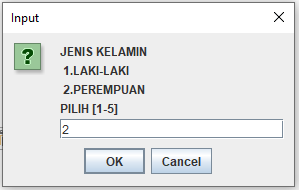 Input
?
JENIS KELAMIN
1.LAKI-LAKI
2.PEREMPUAN
PILIH [1-5]
2
OK Cancel